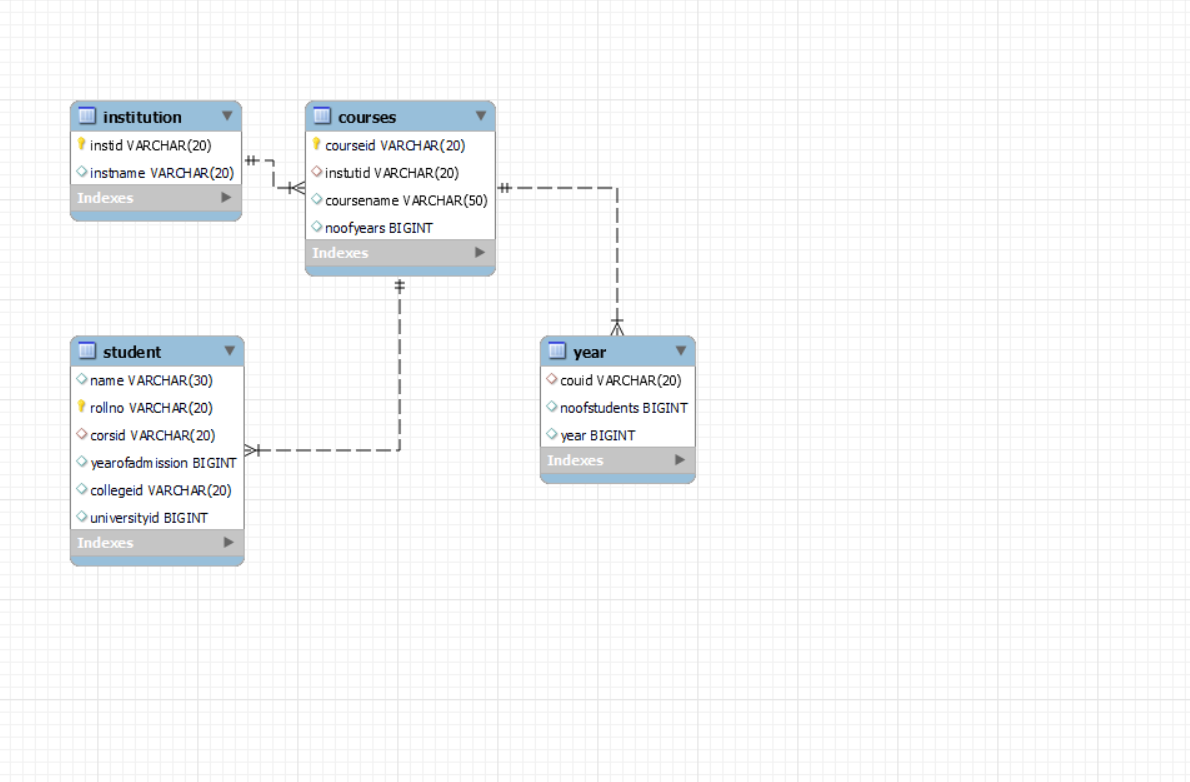 institution
instid VARCHAR(20)
instname VARCHAR(20)
Indexes
courses
courseid VARCHAR(20)
instutid VARCHAR(20)
coursename VARCHAR(50)
noofyears BIGINT
Indexes
student
name VARCHAR(30)
rollno VARCHAR(20)
corsid VARCHAR(20)
yearofadmission BIGINT
collegeid VARCHAR(20)
universityid BIGINT
Indexes
year
couid VARCHAR(20)
noofstudents BIGINT
year BIGINT
Indexes